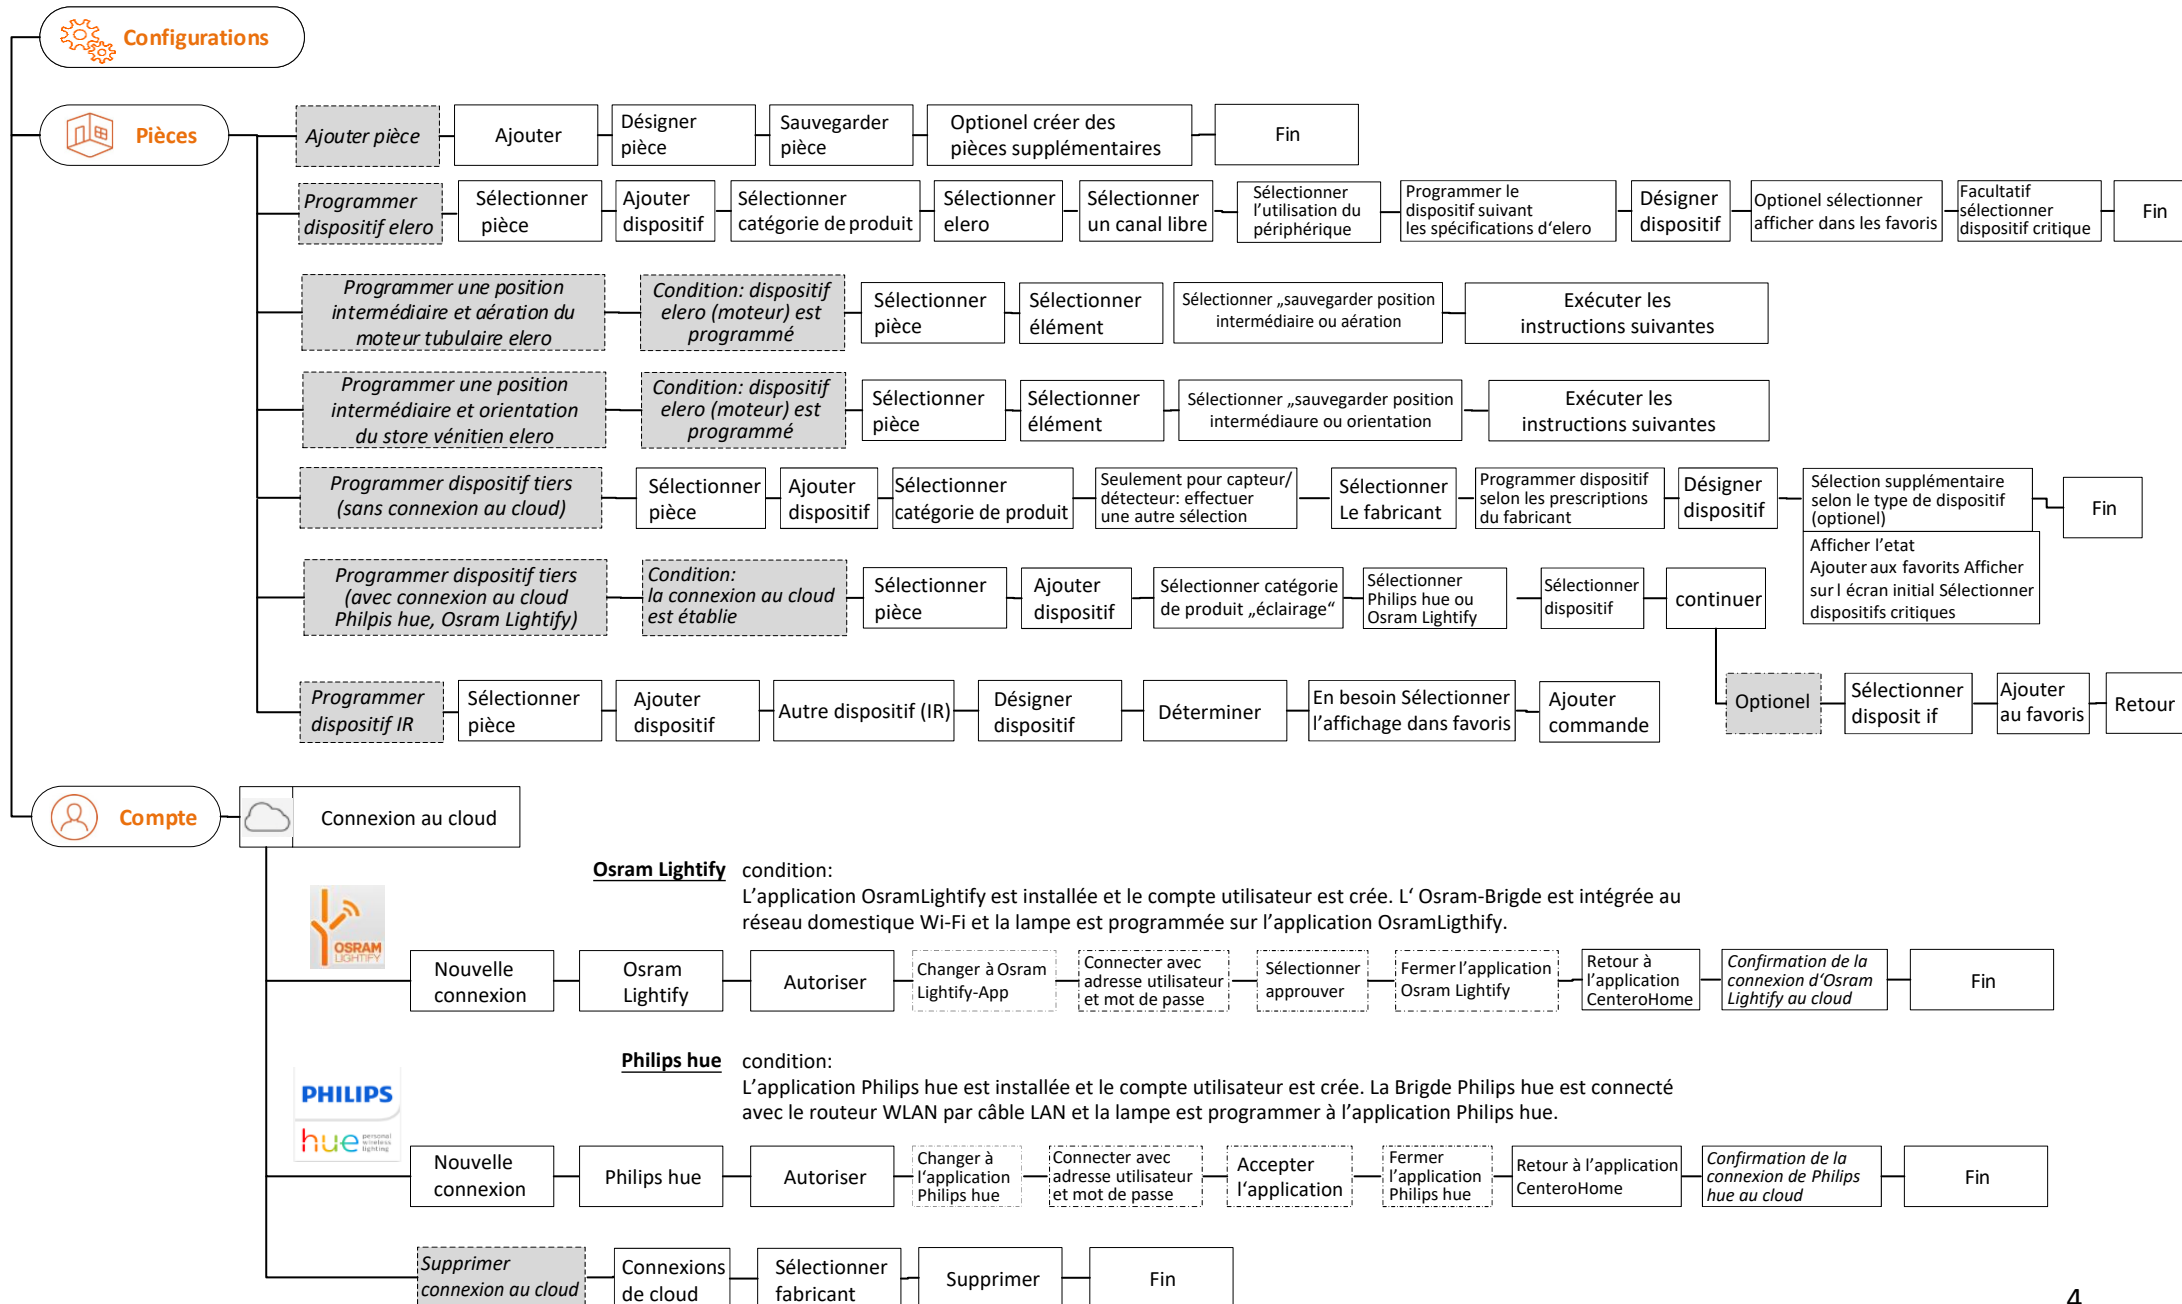 Configurations
Pièces
Ajouter pièce
Ajouter
Désigner
pièce
Sauvegarder
pièce
Optionel créer des
pièces supplémentaires
Fin
Programmer
dispositif elero
Sélectionner
pièce
Ajouter
dispositif
Sélectionner
catégorie de produit
Sélectionner
elero
Sélectionner
un canal libre
Sélectionner
l’utilisation du
périphérique
Programmer le
dispositif suivant
les spécifications d‘elero
Désigner
dispositif
Optionel sélectionner
afficher dans les favoris
Facultatif
sélectionner
dispositif critique
Fin
Programmer une position
intermédiaire et aération du
moteur tubulaire elero
Condition: dispositif
elero (moteur) est
programmé
Sélectionner
pièce
Sélectionner
élément
Sélectionner „sauvegarder position
intermédiaire ou aération
Exécuter les
instructions suivantes
Programmer une position
intermédiaire et orientation
du store vénitien elero
Condition: dispositif
elero (moteur) est
programmé
Sélectionner
pièce
Sélectionner
élément
Sélectionner „sauvegarder position
intermédiaure ou orientation
Exécuter les
instructions suivantes
Programmer dispositif tiers
(sans connexion au cloud)
Sélectionner
pièce
Ajouter
dispositif
Sélectionner
catégorie de produit
Seulement pour capteur/
détecteur: effectuer
une autre sélection
Sélectionner
Le fabricant
Programmer dispositif
selon les prescriptions
du fabricant
Désigner
dispositif
Sélection supplémentaire
selon le type de dispositif
(optionel)
Fin
Afficher l’etat
Ajouter aux favorits Afficher
sur l écran initial Sélectionner
dispositifs critiques
Programmer dispositif tiers
(avec connexion au cloud
Philpis hue, Osram Lightify)
Condition:
la connexion au cloud
est établie
Sélectionner
pièce
Ajouter
dispositif
Sélectionner catégorie
de produit „éclairage“
Sélectionner
Philips hue ou
Osram Lightify
Sélectionner
dispositif
continuer
Optionel
Sélectionner
disposit if
Ajouter
au favoris
Retour
Programmer
dispositif IR
Sélectionner
pièce
Ajouter
dispositif
Autre dispositif (IR)
Désigner
dispositif
Déterminer
En besoin Sélectionner
l’affichage dans favoris
Ajouter
commande
Compte
Connexion au cloud
Osram Lightify condition:
L’application OsramLightify est installée et le compte utilisateur est crée. L‘ Osram-Brigde est intégrée au
réseau domestique Wi-Fi et la lampe est programmée sur l’application OsramLigthify.
OSRAM
LIGHTIFY
Nouvelle
connexion
Osram
Lightify
Autoriser
Changer à Osram
Lightify-App
Connecter avec
adresse utilisateur
et mot de passe
Sélectionner
approuver
Fermer l’application
Osram Lightify
Retour à
l’application
CenteroHome
Confirmation de la
connexion d‘Osram
Lightify au cloud
Fin
Philips hue condition:
L’application Philips hue est installée et le compte utilisateur est crée. La Brigde Philips hue est connecté
avec le routeur WLAN par câble LAN et la lampe est programmer à l’application Philips hue.
PHILIPS
hue personal
wireless
lighting
Nouvelle
connexion
Philips hue
Autoriser
Changer à
l‘application
Philips hue
Connecter avec
adresse utilisateur
et mot de passe
Accepter
l‘application
Fermer
l’application
Philips hue
Retour à l’application
CenteroHome
Confirmation de la
connexion de Philips
hue au cloud
Fin
Supprimer
connexion au cloud
Connexions
de cloud
Sélectionner
fabricant
Supprimer
Fin
4